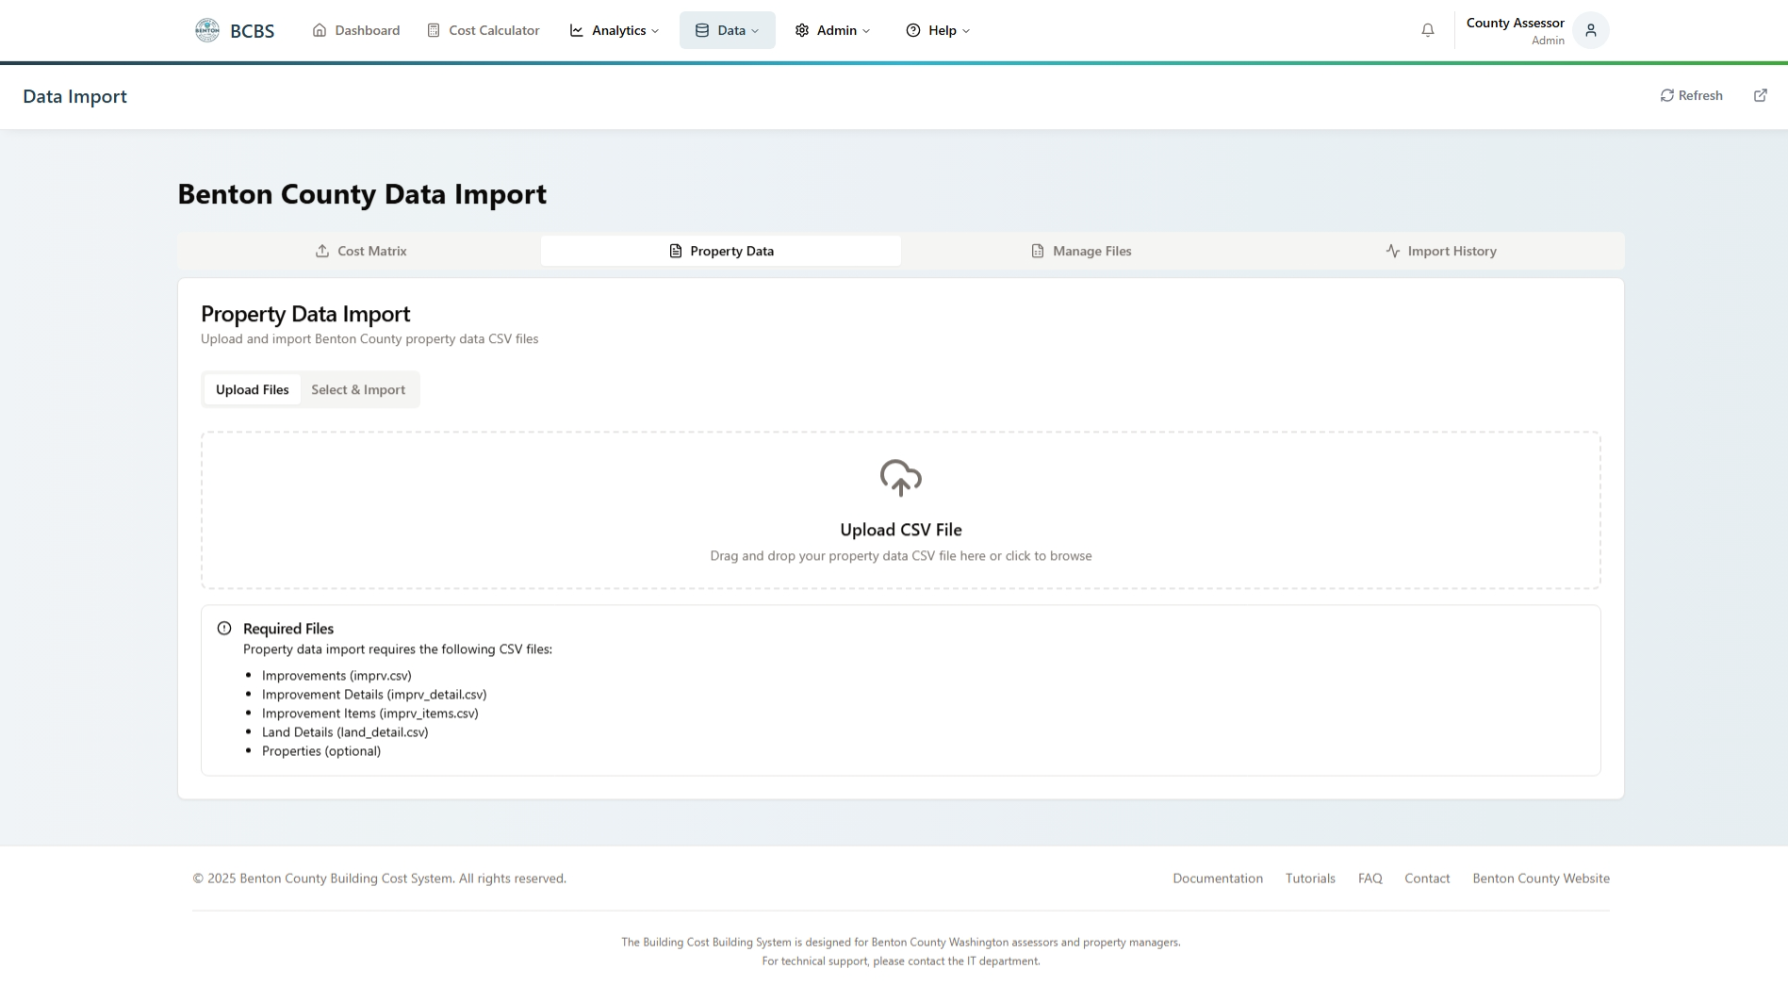 BENTON
BCBS
Dashboard
Cost Calculator
Analytics
Data
Admin
Help
County Assessor
Admin
Data Import
Refresh
Benton County Data Import
Cost Matrix
Property Data
Manage Files
Import History
Property Data Import
Upload and import Benton County property data CSV files
Upload Files
Select & Import
Upload CSV File
Drag and drop your property data CSV file here or click to browse
Required Files
Property data import requires the following CSV files:
Improvements (imprv.csv)
Improvement Details (imprv_detail.csv)
Improvement Items (imprv_items.csv)
Land Details (land_detail.csv)
Properties (optional)
© 2025 Benton County Building Cost System. All rights reserved.
Documentation
Tutorials
FAQ
Contact
Benton County Website
The Building Cost Building System is designed for Benton County Washington assessors and property managers.
For technical support, please contact the IT department.